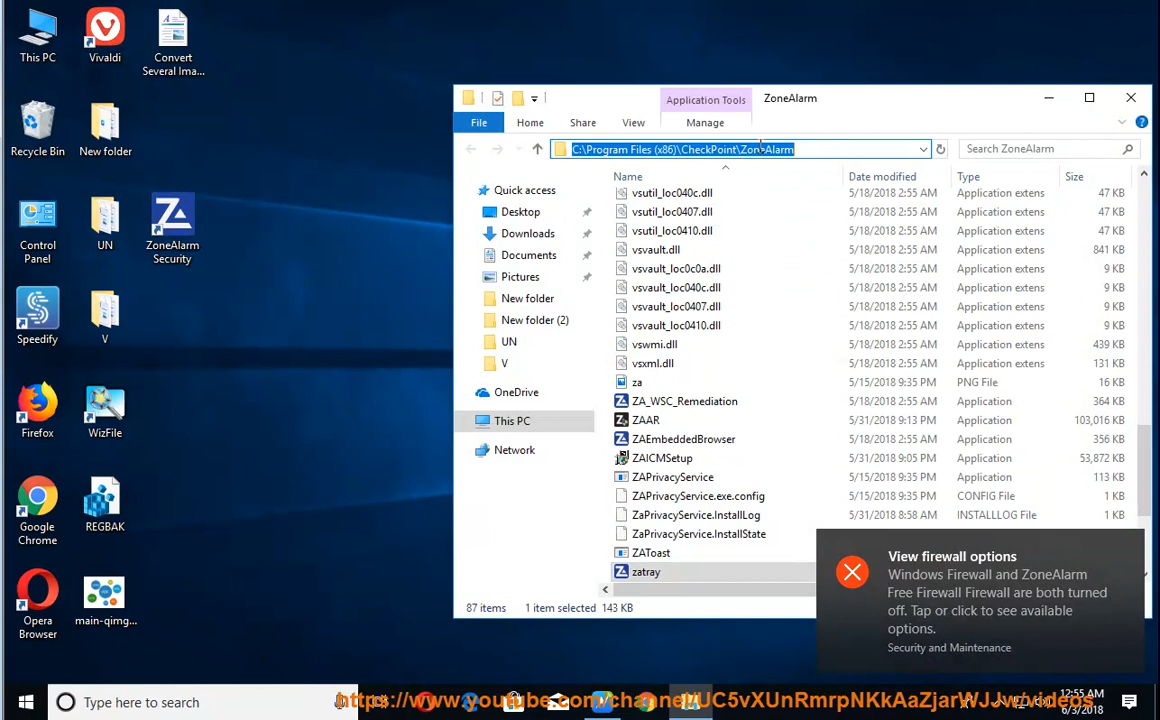 This PC
Vivaldi
Convert
Several Ima...
Recycle Bin
New folder
Control
Panel
UN
ZoneAlarm
Security
Speedify
V
Firefox
WizFile
Google
Chrome
REGBAK
Opera
Browser
main-qimg...
Application Tools
ZoneAlarm
File
Home
Share
View
Manage
C:\Program Files (x86)\CheckPoint\ZoneAlarm
Search ZoneAlarm
Name
Date modified
Type
Size
Quick access
Desktop
Downloads
Documents
Pictures
New folder
New folder (2)
UN
V
OneDrive
This PC
Network
vsutil_loc040c.dll 5/18/2018 2:55 AM Application extens 47 KB
vsutil_loc0407.dll 5/18/2018 2:55 AM Application extens 47 KB
vsutil_loc0410.dll 5/18/2018 2:55 AM Application extens 47 KB
vsvault.dll 5/18/2018 2:55 AM Application extens 841 KB
vsvault_loc0c0a.dll 5/18/2018 2:55 AM Application extens 9 KB
vsvault_loc040c.dll 5/18/2018 2:55 AM Application extens 9 KB
vsvault_loc0407.dll 5/18/2018 2:55 AM Application extens 9 KB
vsvault_loc0410.dll 5/18/2018 2:55 AM Application extens 9 KB
vswmi.dll 5/18/2018 2:55 AM Application extens 439 KB
vsxml.dll 5/18/2018 2:55 AM Application extens 131 KB
za 5/15/2018 9:35 PM PNG File 16 KB
ZA_WSC_Remediation 5/18/2018 2:55 AM Application 364 KB
ZAAR 5/31/2018 9:13 PM Application 103,016 KB
ZAEmbeddedBrowser 5/18/2018 2:55 AM Application 356 KB
ZAICMSetup 5/31/2018 9:05 PM Application 53,872 KB
ZAPrivacyService 5/15/2018 9:35 PM Application 113 KB
ZAPrivacyService.exe.config 5/15/2018 9:35 PM CONFIG File 1 KB
ZaPrivacyService.InstallLog 5/31/2018 8:58 AM INSTALLLOG File 1 KB
ZaPrivacyService.InstallState
ZAToast
zatray
87 items 1 item selected 143 KB
View firewall options
Windows Firewall and ZoneAlarm
Free Firewall Firewall are both turned
off. Tap or click to see available
options.
Security and Maintenance
Type here to search
https://www.youtube.com/channel/UC5vXUnRmrpNKkAaZjarWJJw/videos
12:55 AM
6/3/2018